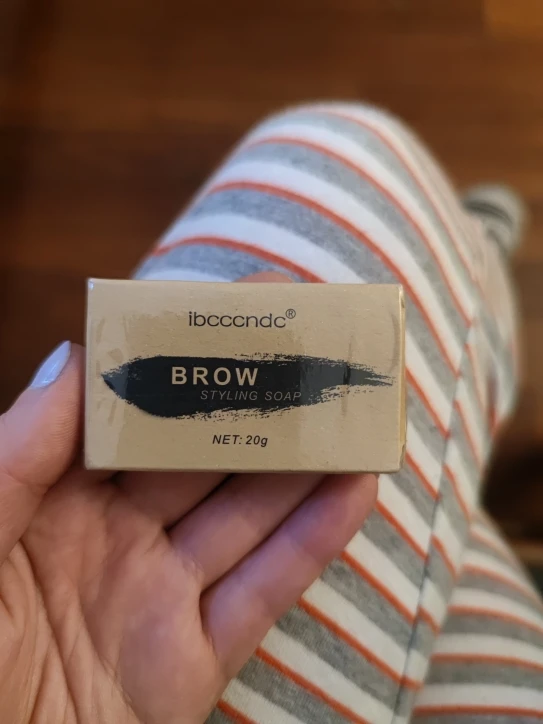 ibcccndc®
BROW
STYLING SOAP
NET: 20g